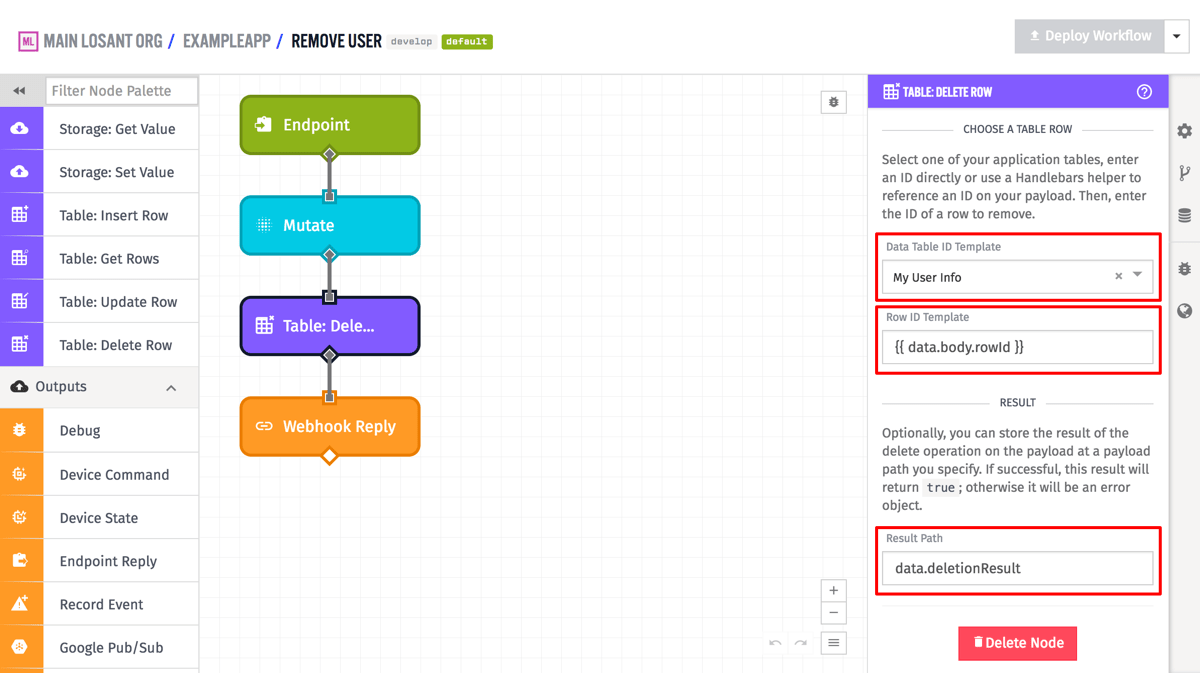 ML MAIN LOSANT ORG / EXAMPLEAPP / REMOVE USER develop default
Deploy Workflow
Filter Node Palette
Storage: Get Value
Storage: Set Value
Table: Insert Row
Table: Get Rows
Table: Update Row
Table: Delete Row
Outputs
Debug
Device Command
Device State
Endpoint Reply
Record Event
Google Pub/Sub
Endpoint
Mutate
Table: Dele...
Webhook Reply
TABLE: DELETE ROW
CHOOSE A TABLE ROW
Select one of your application tables, enter
an ID directly or use a Handlebars helper to
reference an ID on your payload. Then, enter
the ID of a row to remove.
Data Table ID Template
My User Info
Row ID Template
{{ data.body.rowId }}
RESULT
Optionally, you can store the result of the
delete operation on the payload at a payload
path you specify. If successful, this result will
return true; otherwise it will be an error
object.
Result Path
data.deletionResult
Delete Node